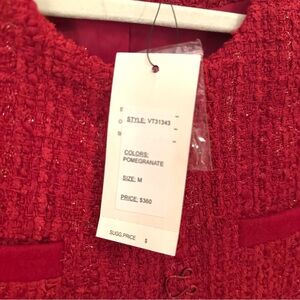 STYLE: V731343
COLORS:
POMEGRANATE
SIZE: M
PRICE: $360
SUGG.PRICE $